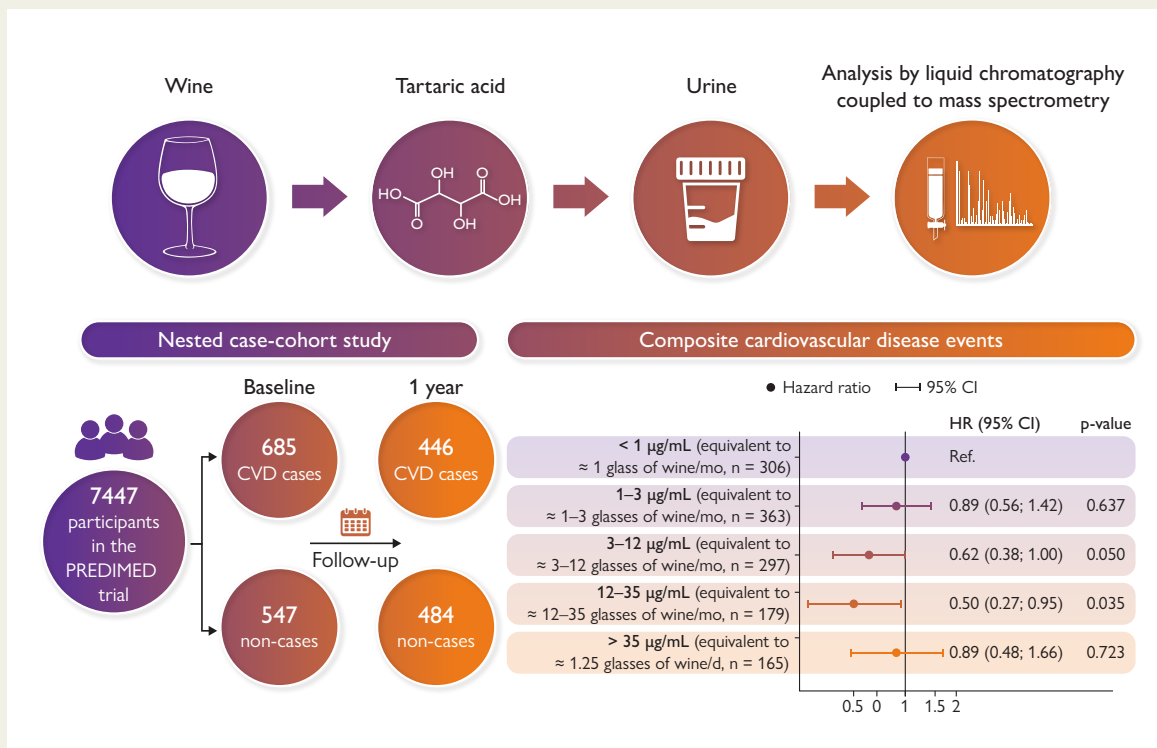 Wine
Tartaric acid
Urine
Analysis by liquid chromatography
coupled to mass spectrometry
OH
O
HO
OH
O
OH
Nested case-cohort study
Baseline
1 year
7447
participants
in the
PREDIMED
trial
685
CVD cases
446
CVD cases
Follow-up
547
non-cases
484
non-cases
Composite cardiovascular disease events
Hazard ratio
95% CI
HR (95% CI)
p-value
< 1 µg/mL (equivalent to
≈ 1 glass of wine/mo, n = 306)
Ref.
1–3 µg/mL (equivalent to
≈ 1–3 glasses of wine/mo, n = 363)
0.89 (0.56; 1.42)
0.637
3–12 µg/mL (equivalent to
≈ 3–12 glasses of wine/mo, n = 297)
0.62 (0.38; 1.00)
0.050
12–35 µg/mL (equivalent to
≈ 12–35 glasses of wine/mo, n = 179)
0.50 (0.27; 0.95)
0.035
> 35 µg/mL (equivalent to
≈ 1.25 glasses of wine/d, n = 165)
0.89 (0.48; 1.66)
0.723
0.5 0 1 1.5 2